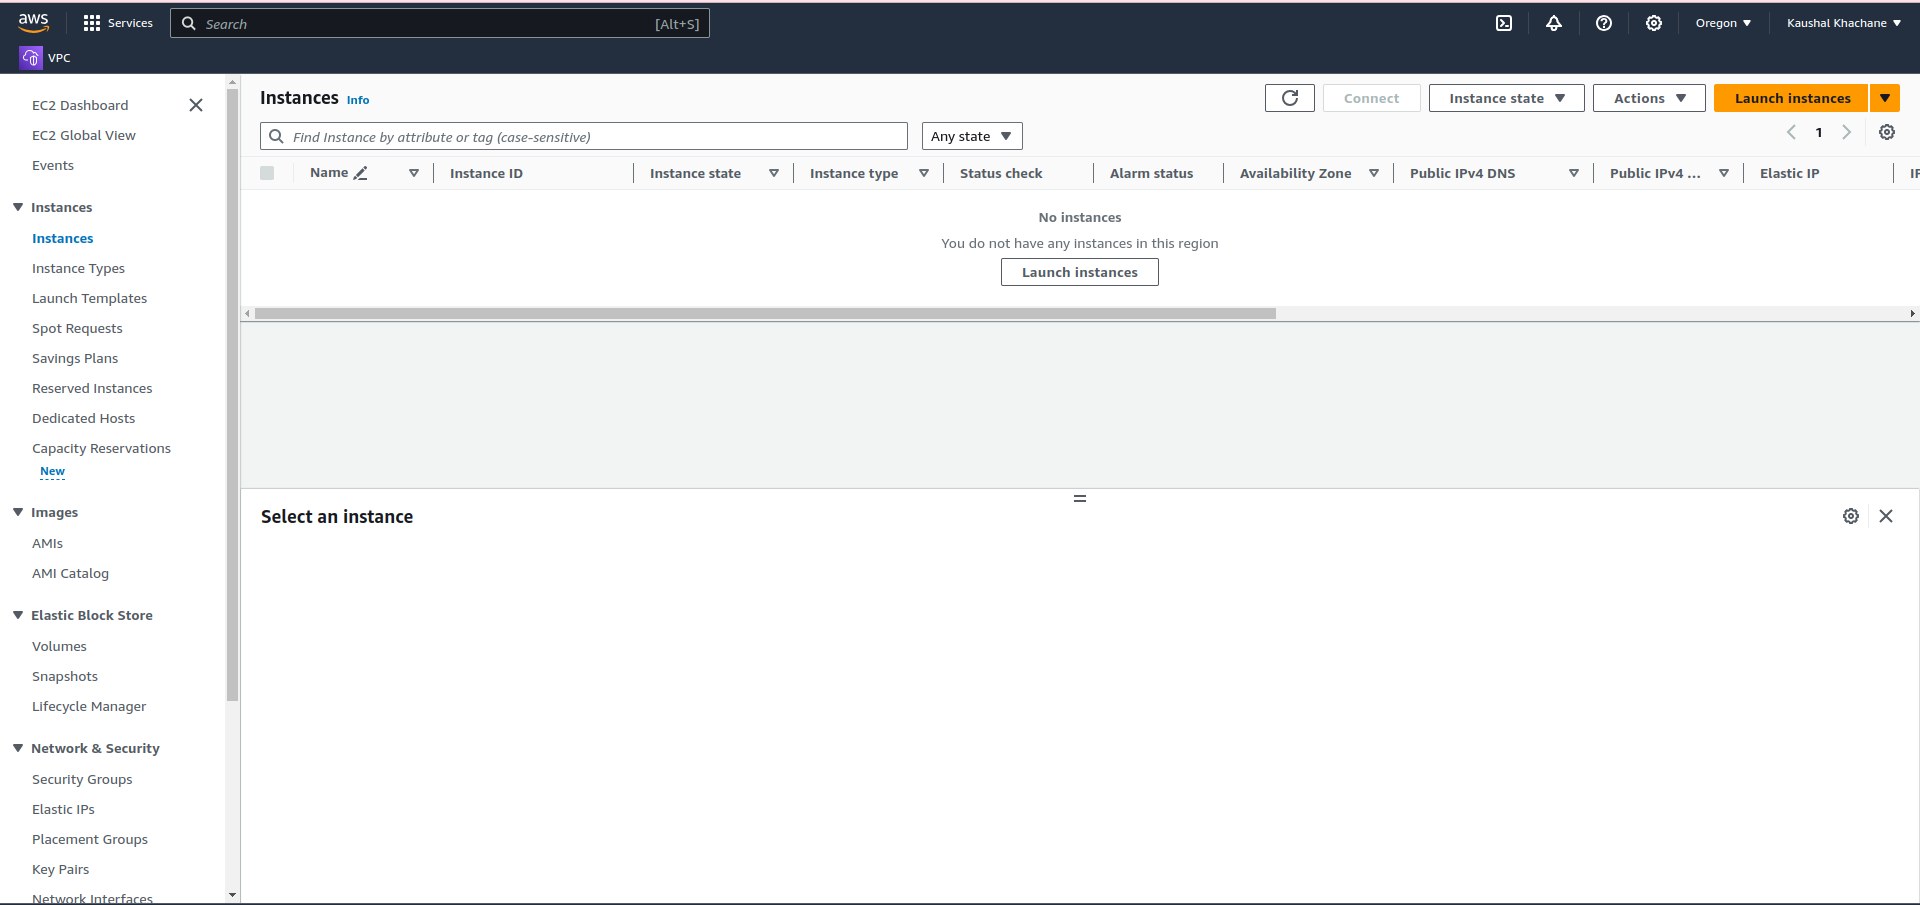 aws
Services
Search
[Alt+S]
Oregon
Kaushal Khachane
VPC
EC2 Dashboard
EC2 Global View
Events
Instances
Instances
Instance Types
Launch Templates
Spot Requests
Savings Plans
Reserved Instances
Dedicated Hosts
Capacity Reservations
New
Images
AMIs
AMI Catalog
Elastic Block Store
Volumes
Snapshots
Lifecycle Manager
Network & Security
Security Groups
Elastic IPs
Placement Groups
Key Pairs
Network Interfaces
Instances Info
Connect
Instance state
Actions
Launch instances
Find Instance by attribute or tag (case-sensitive)
Any state
1
Name Instance ID Instance state Instance type Status check Alarm status Availability Zone Public IPv4 DNS Public IPv4 ... Elastic IP
No instances
You do not have any instances in this region
Launch instances
Select an instance